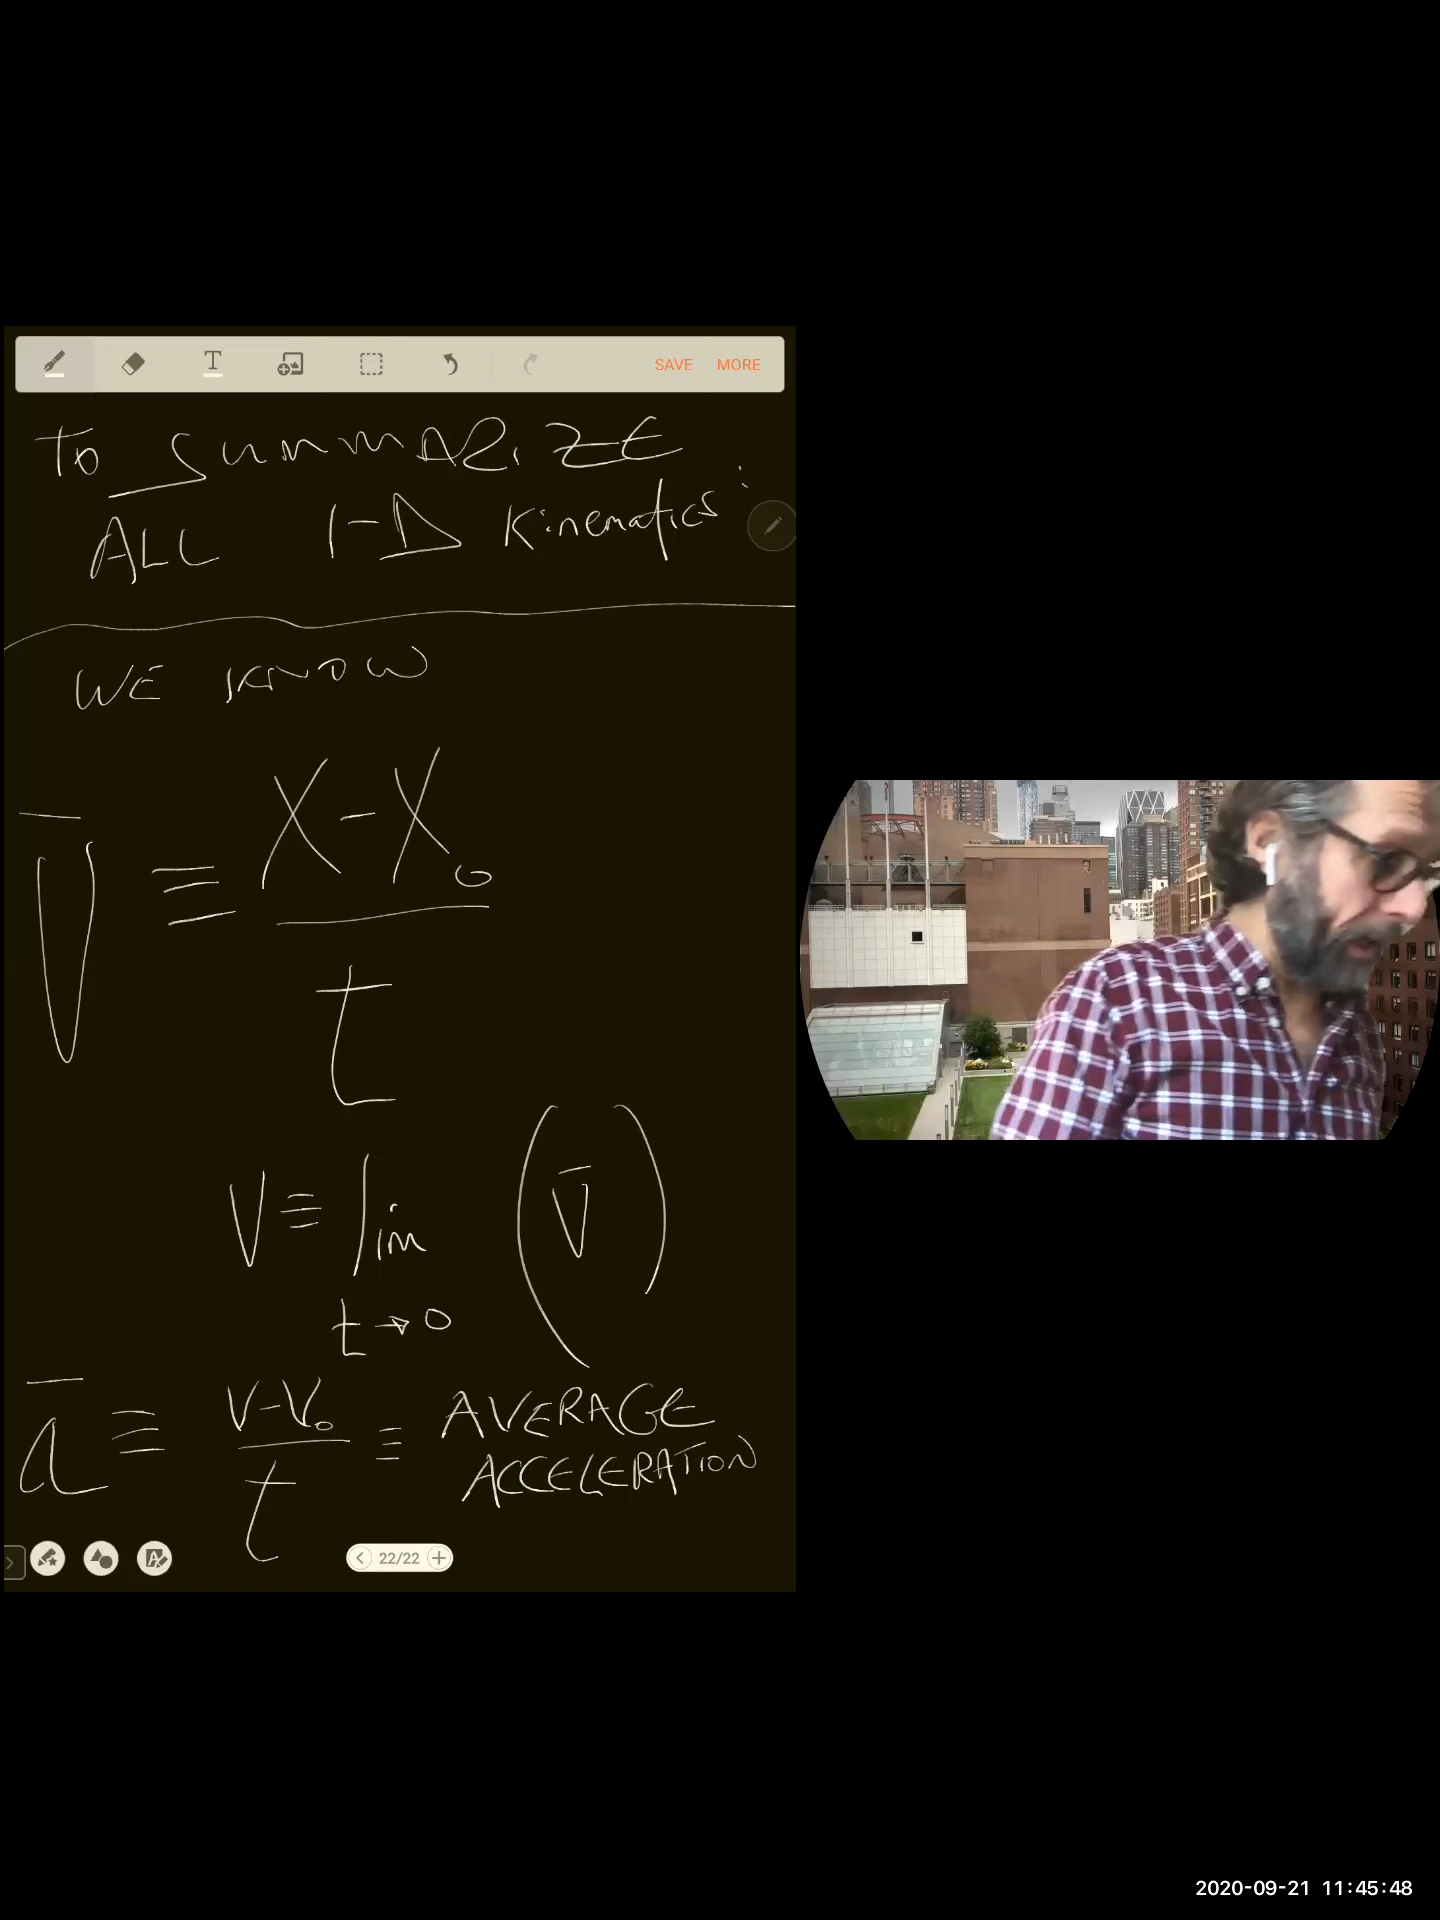 T SAVE MORE
To SUMMARIZE
ALL 1-D Kinematics:
WE KNOW
V̄ ≡ (X-X₀)/t
V ≡ lim (V̄)
t→0
ā ≡ (V-V₀)/t ≡ AVERAGE
ACCELERATION
22/22
2020-09-21 11:45:48